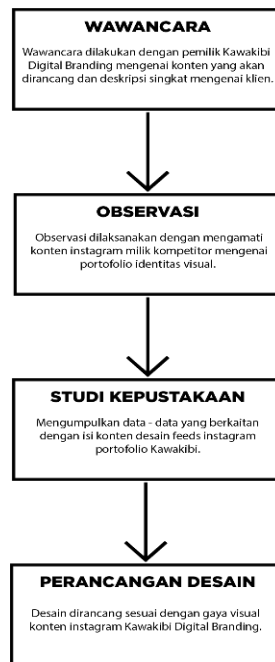 WAWANCARA
Wawancara dilakukan dengan pemilik Kawakibi
Digital Branding mengenai konten yang akan
dirancang dan deskripsi singkat mengenai klien.
OBSERVASI
Observasi dilaksanakan dengan mengamati
konten instagram milik kompetitor mengenai
portofolio identitas visual.
STUDI KEPUSTAKAAN
Mengumpulkan data - data yang berkaitan
dengan isi konten desain feeds instagram
portofolio Kawakibi.
PERANCANGAN DESAIN
Desain dirancang sesuai dengan gaya visual
konten instagram Kawakibi Digital Branding.